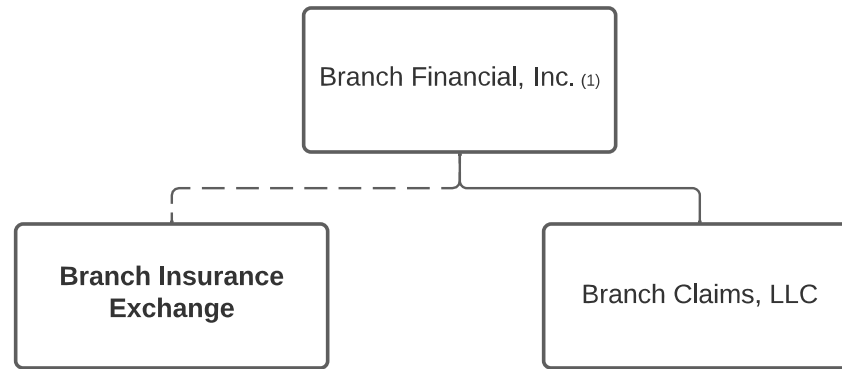 Branch Financial, Inc. (1)
Branch Insurance
Exchange
Branch Claims, LLC